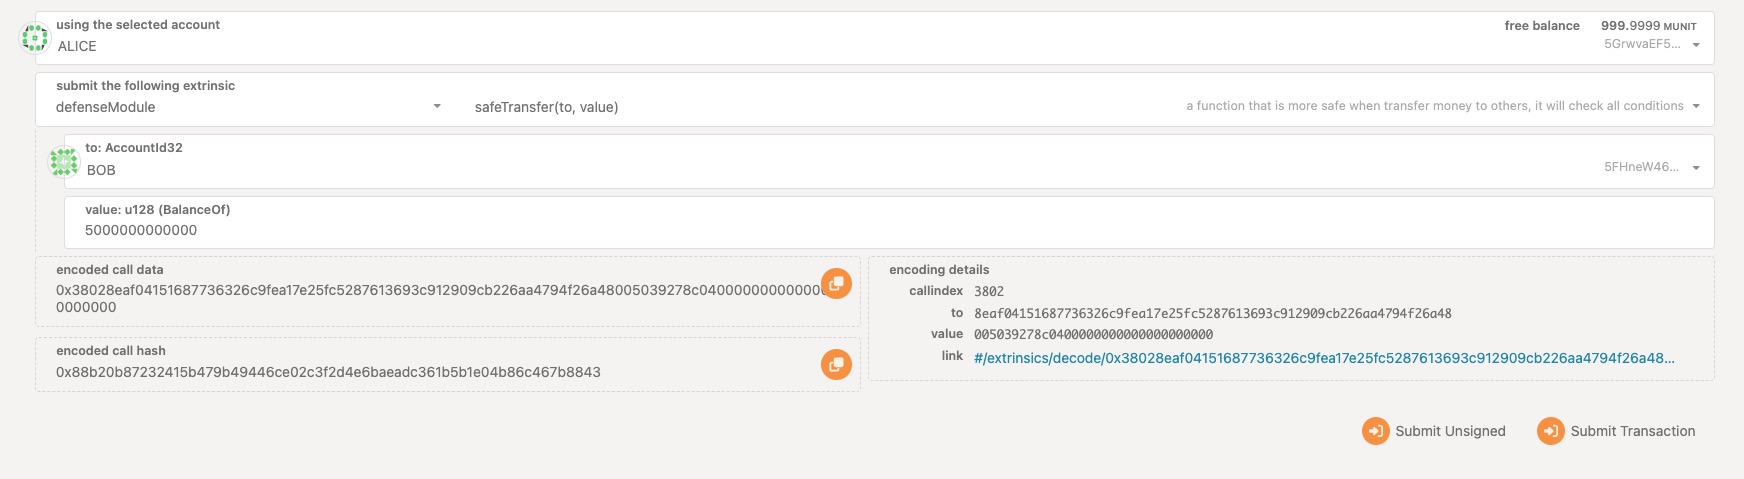 using the selected account
free balance 999.9999 MUNIT
ALICE
5GrwvaEF5...
submit the following extrinsic
defenseModule
safeTransfer(to, value)
a function that is more safe when transfer money to others, it will check all conditions
to: AccountId32
BOB
5FHneW46...
value: u128 (BalanceOf)
5000000000000
encoded call data
0x38028eaf04151687736326c9fea17e25fc5287613693c912909cb226aa4794f26a48005039278c040000000000000
0000000
encoded call hash
0x88b20b87232415b479b49446ce02c3f2d4e6baeadc361b5b1e04b86c467b8843
encoding details
callindex 3802
to 8eaf04151687736326c9fea17e25fc5287613693c912909cb226aa4794f26a48
value 005039278c0400000000000000000000
link #/extrinsics/decode/0x38028eaf04151687736326c9fea17e25fc5287613693c912909cb226aa4794f26a48...
Submit Unsigned
Submit Transaction